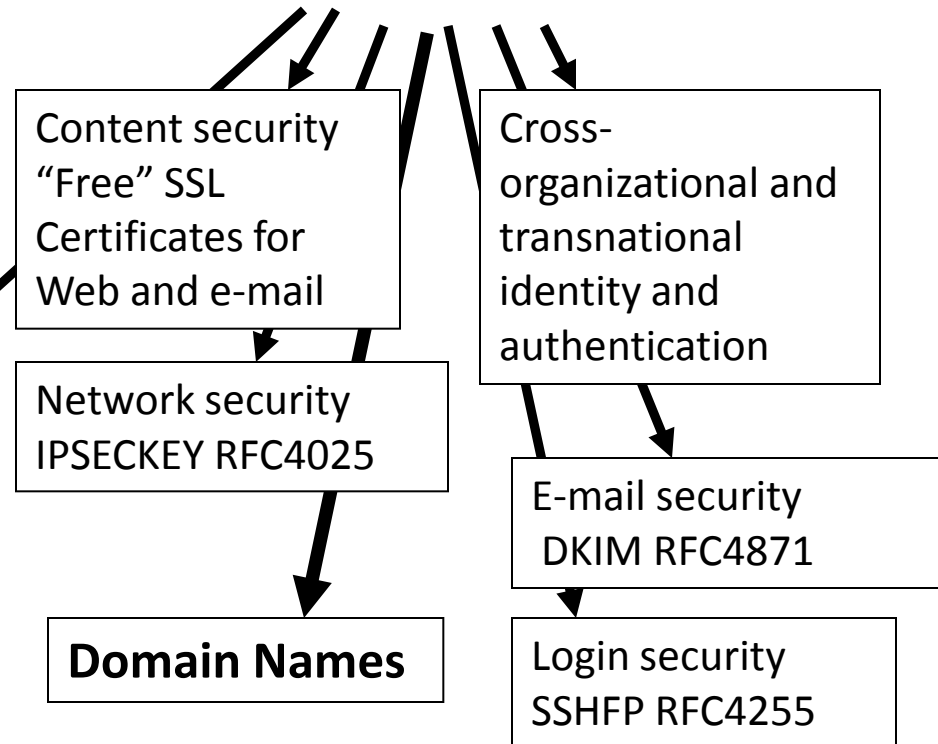 Content security
“Free” SSL
Certificates for
Web and e-mail
Cross-
organizational and
transnational
identity and
authentication
Network security
IPSECKEY RFC4025
E-mail security
DKIM RFC4871
Domain Names
Login security
SSHFP RFC4255